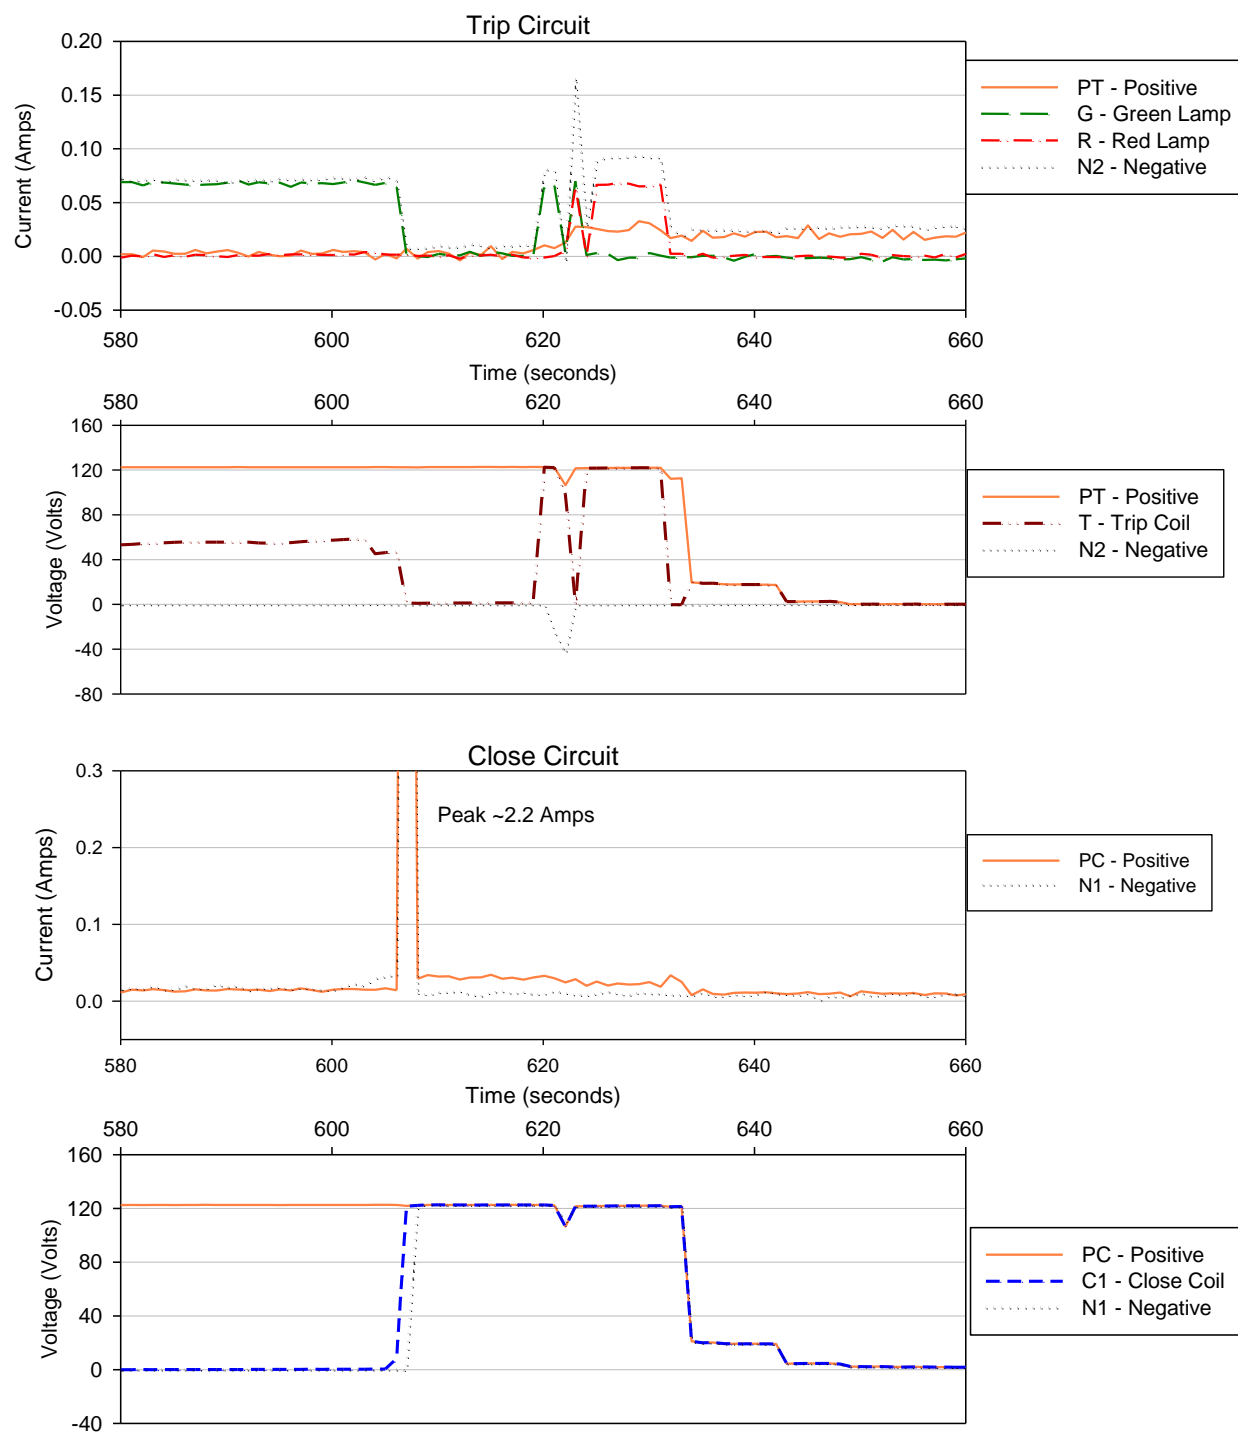 Trip Circuit
Current (Amps)
0.20
0.15
0.10
0.05
0.00
-0.05
580 600 620 640 660
Time (seconds)
PT - Positive
G - Green Lamp
R - Red Lamp
N2 - Negative
580 600 620 640 660
Voltage (Volts)
160
120
80
40
0
-40
-80
PT - Positive
T - Trip Coil
N2 - Negative
Close Circuit
Current (Amps)
0.3
0.2
0.1
0.0
Peak ~2.2 Amps
580 600 620 640 660
Time (seconds)
PC - Positive
N1 - Negative
580 600 620 640 660
Voltage (Volts)
160
120
80
40
0
-40
PC - Positive
C1 - Close Coil
N1 - Negative